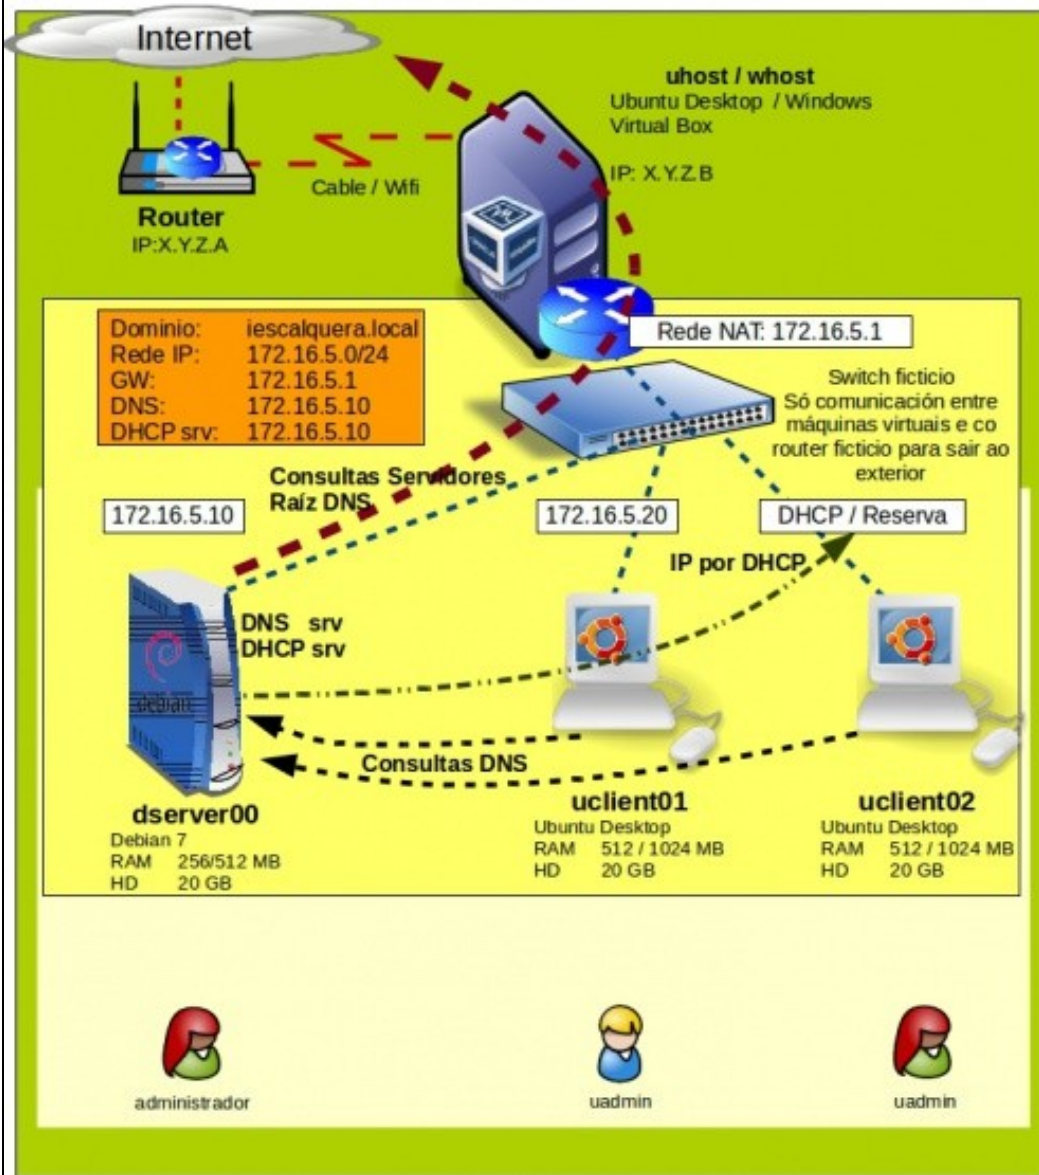 Internet
uhost / whost
Ubuntu Desktop / Windows
Virtual Box
IP: X.Y.Z.B
Cable / Wifi
Router
IP:X.Y.Z.A
Dominio: iescalquera.local
Rede IP: 172.16.5.0/24
GW: 172.16.5.1
DNS: 172.16.5.10
DHCP srv: 172.16.5.10
Rede NAT: 172.16.5.1
Switch ficticio
Só comunicación entre
máquinas virtuais e co
router ficticio para sair ao
exterior
Consultas Servidores
Raíz DNS
172.16.5.10
172.16.5.20
DHCP / Reserva
IP por DHCP
DNS srv
DHCP srv
debian
Consultas DNS
dserver00
Debian 7
RAM 256/512 MB
HD 20 GB
uclient01
Ubuntu Desktop
RAM 512 / 1024 MB
HD 20 GB
uclient02
Ubuntu Desktop
RAM 512 / 1024 MB
HD 20 GB
administrador
uadmin
uadmin